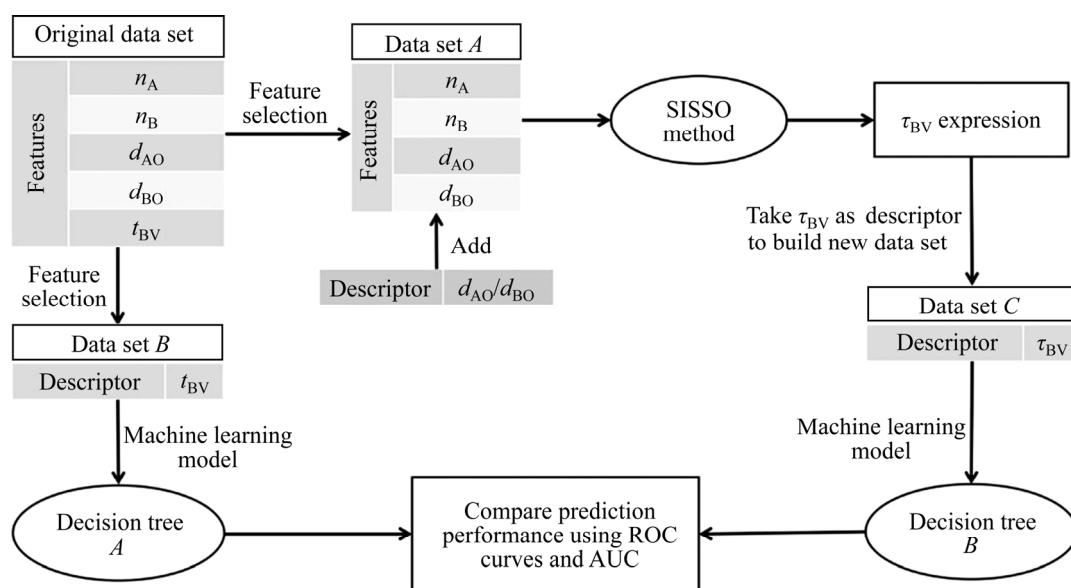 Original data set
Features
n_A
n_B
d_AO
d_BO
t_BV
Feature
selection
Data set A
Features
n_A
n_B
d_AO
d_BO
Add
Descriptor d_AO/d_BO
SISSO
method
τ_BV expression
Take τ_BV as descriptor
to build new data set
Data set C
Descriptor τ_BV
Machine learning
model
Decision tree
B
Feature
selection
Data set B
Descriptor t_BV
Machine learning
model
Decision tree
A
Compare prediction
performance using ROC
curves and AUC